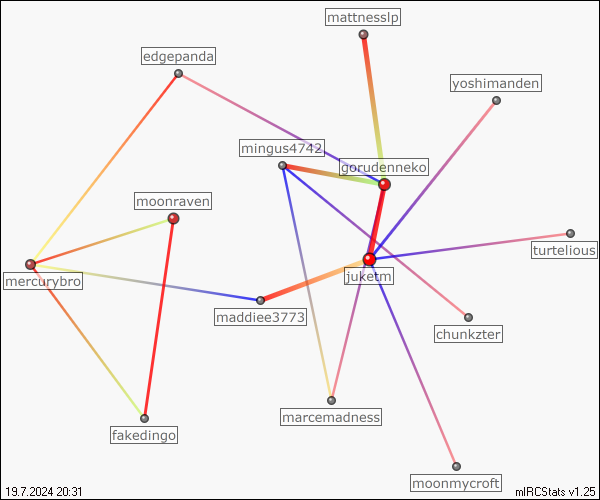 mattnesslp
edgepanda
yoshimanden
mingus4742
gorudenneko
moonraven
turtelious
mercurybro
juketm
maddiee3773
chunkzter
marcemadness
fakedingo
moonmycroft
19.7.2024 20:31
mIRCStats v1.25